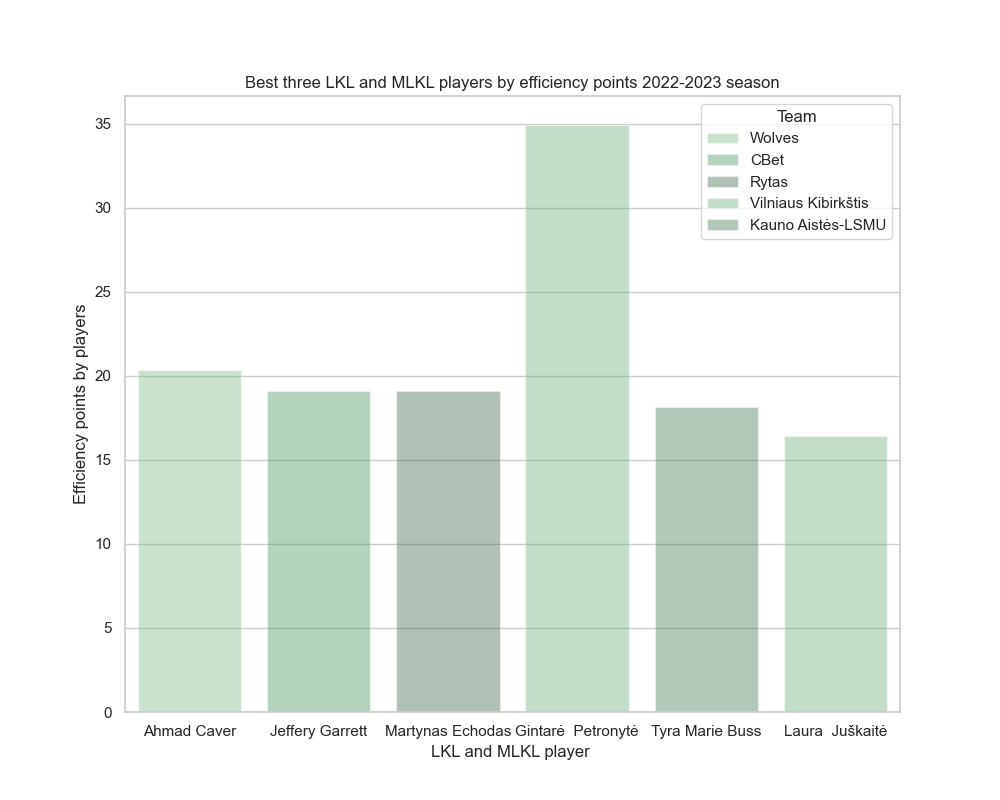 Best three LKL and MLKL players by efficiency points 2022-2023 season
Team
Wolves
CBet
Rytas
Vilniaus Kibirkštis
Kauno Aistės-LSMU
35
30
25
20
15
10
5
0
Efficiency points by players
Ahmad Caver Jeffery Garrett Martynas Echodas Gintarė  Petronytė Tyra Marie Buss Laura  Juškaitė
LKL and MLKL player